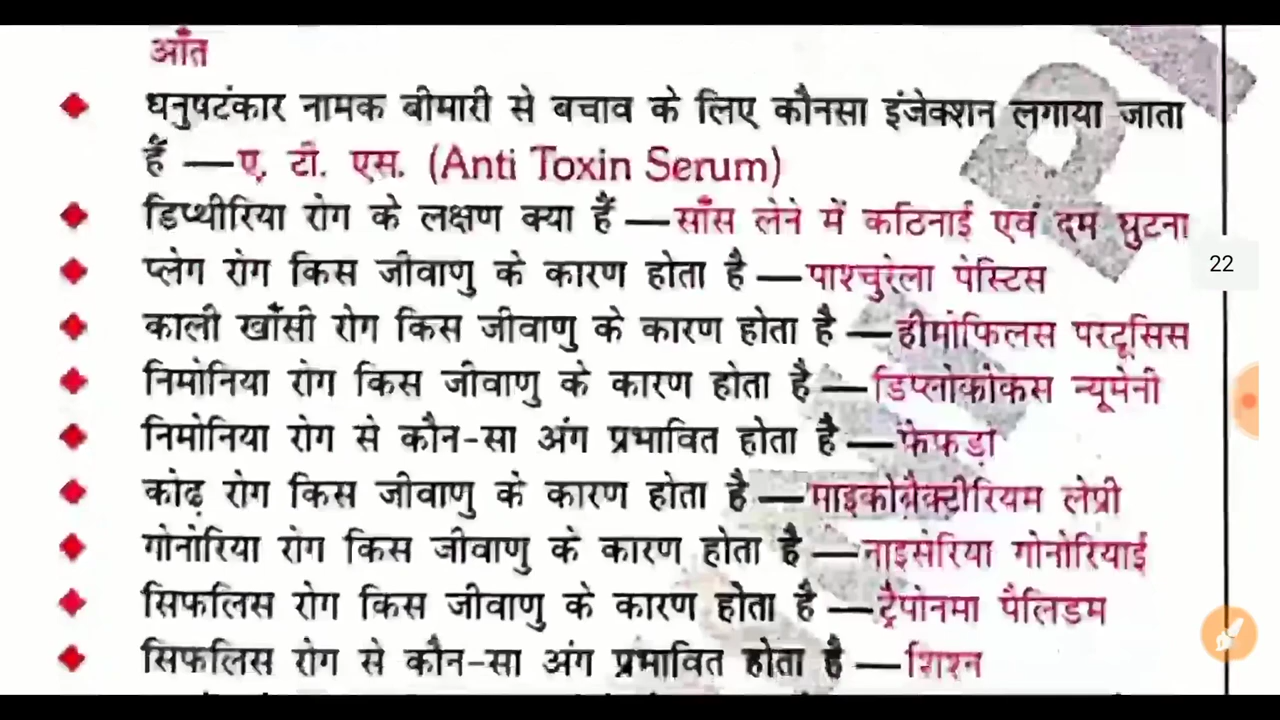 आँत
धनुषटंकार नामक बीमारी से बचाव के लिए कौनसा इंजेक्शन लगाया जाता
हैं —ए. टी. एस. (Anti Toxin Serum)
डिप्थीरिया रोग के लक्षण क्या हैं —साँस लेने में कठिनाई एवं दम घुटना
प्लेग रोग किस जीवाणु के कारण होता है —पाश्चुरेला पेस्टिस
22
काली खाँसी रोग किस जीवाणु के कारण होता है —हीमोफिलस परटूसिस
निमोनिया रोग किस जीवाणु के कारण होता है —डिप्लोकोकस न्यूमेनी
निमोनिया रोग से कौन-सा अंग प्रभावित होता है —फेफड़ा
कोढ़ रोग किस जीवाणु के कारण होता है —माइकोबैक्टीरियम लेप्री
गोनोरिया रोग किस जीवाणु के कारण होता है —नाइसेरिया गोनोरियाई
सिफलिस रोग किस जीवाणु के कारण होता है —ट्रैपोनमा पैलिडम
सिफलिस रोग से कौन-सा अंग प्रभावित होता है —शिश्न